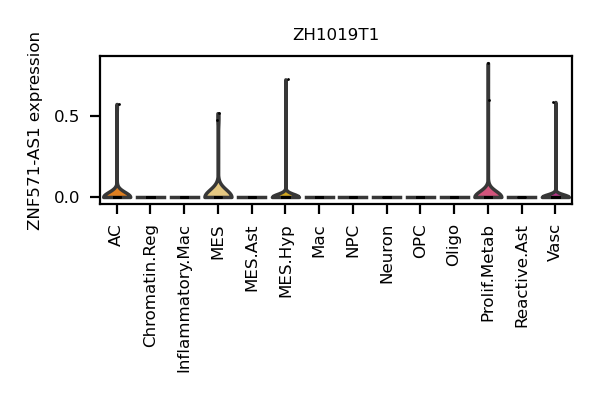 ZH1019T1
ZNF571-AS1 expression
0.5
0.0
AC
Chromatin.Reg
Inflammatory.Mac
MES
MES.Ast
MES.Hyp
Mac
NPC
Neuron
OPC
Oligo
Prolif.Metab
Reactive.Ast
Vasc